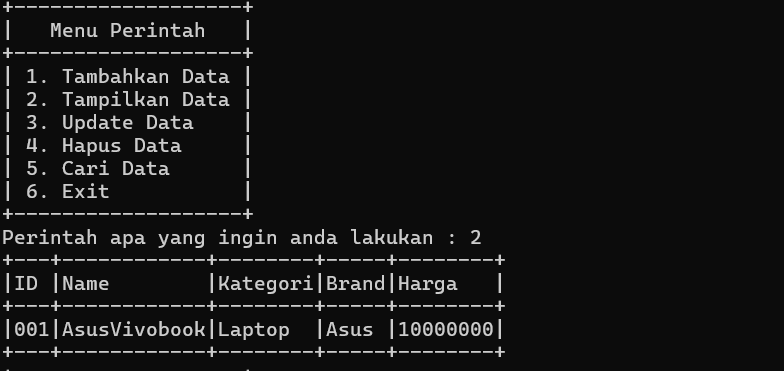 +-------------------+
|   Menu Perintah   |
+-------------------+
| 1. Tambahkan Data |
| 2. Tampilkan Data |
| 3. Update Data    |
| 4. Hapus Data     |
| 5. Cari Data      |
| 6. Exit           |
+-------------------+
Perintah apa yang ingin anda lakukan : 2
+---+------------+--------+-----+--------+
|ID |Name        |Kategori|Brand|Harga   |
+---+------------+--------+-----+--------+
|001|AsusVivobook|Laptop  |Asus |10000000|
+---+------------+--------+-----+--------+